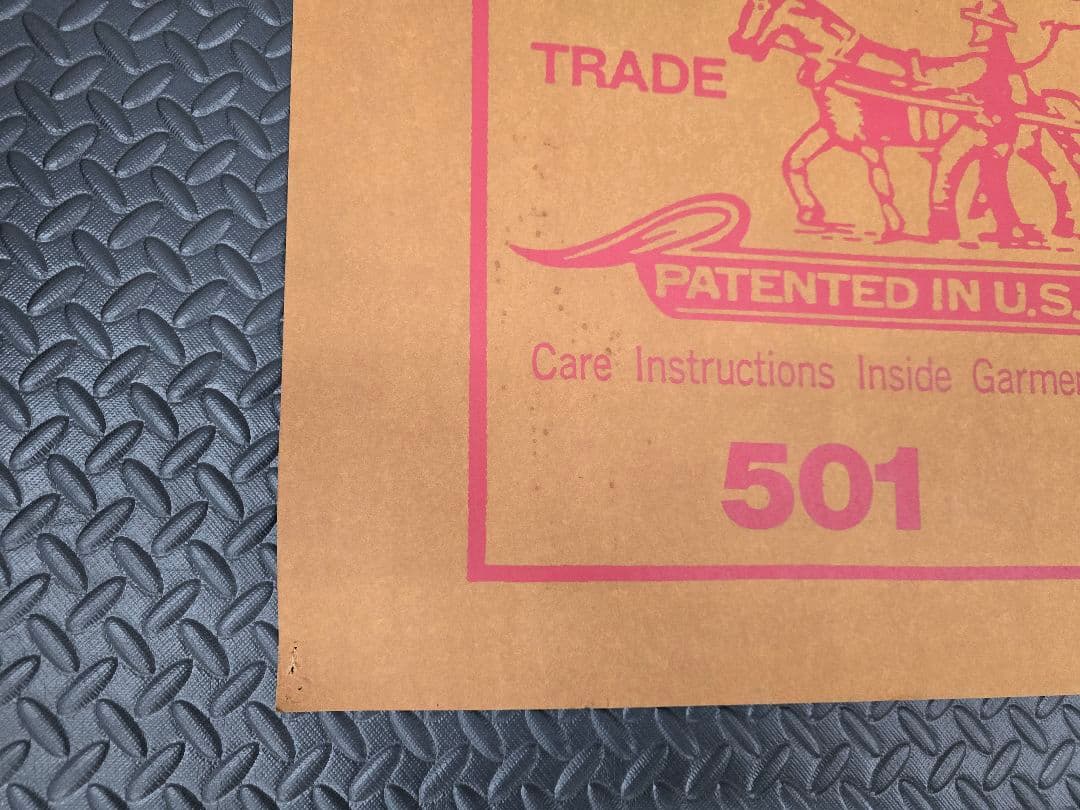 TRADE
PATENTED IN U.S.
Care Instructions Inside
501